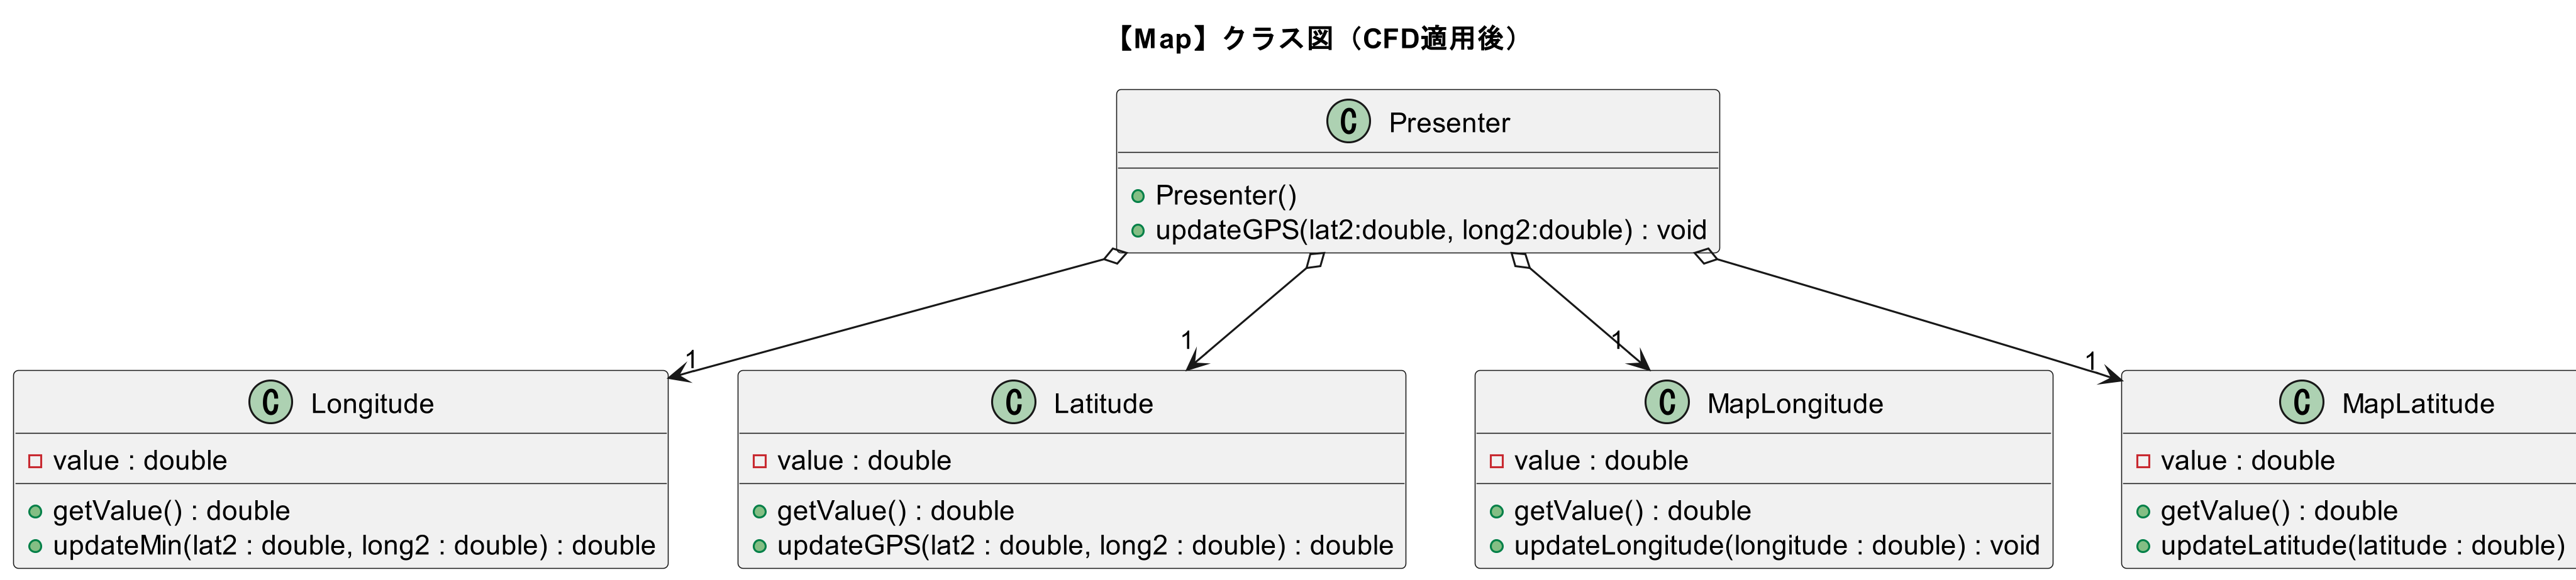 【Map】クラス図（CFD適用後）
C Presenter
Presenter()
updateGPS(lat2:double, long2:double) : void
1
1
1
1
C Longitude
value : double
getValue() : double
updateMin(lat2 : double, long2 : double) : double
C Latitude
value : double
getValue() : double
updateGPS(lat2 : double, long2 : double) : double
C MapLongitude
value : double
getValue() : double
updateLongitude(longitude : double) : void
C MapLatitude
value : double
getValue() : double
updateLatitude(latitude : double)